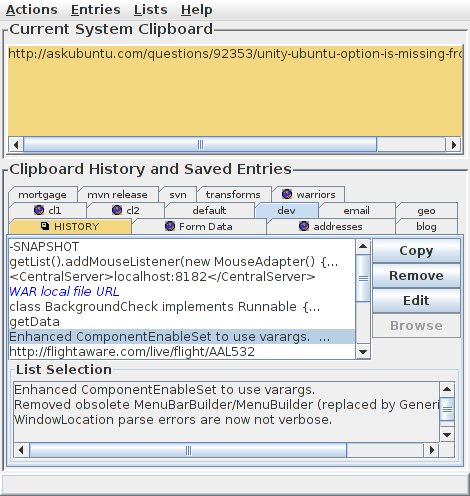 Actions Entries Lists Help
Current System Clipboard
http://askubuntu.com/questions/92353/unity-ubuntu-option-is-missing-fro
Clipboard History and Saved Entries
mortgage mvn release svn transforms warriors
cl1 cl2 default dev email geo
HISTORY Form Data addresses blog
-SNAPSHOT
getList().addMouseListener(new MouseAdapter() {...
<CentralServer>localhost:8182</CentralServer>
WAR local file URL
class BackgroundCheck implements Runnable {...
getData
Enhanced ComponentEnableSet to use varargs. ...
http://flightaware.com/live/flight/AAL532
Copy
Remove
Edit
Browse
List Selection
Enhanced ComponentEnableSet to use varargs.
Removed obsolete MenuBarBuilder/MenuBuilder (replaced by Generi
WindowLocation parse errors are now not verbose.